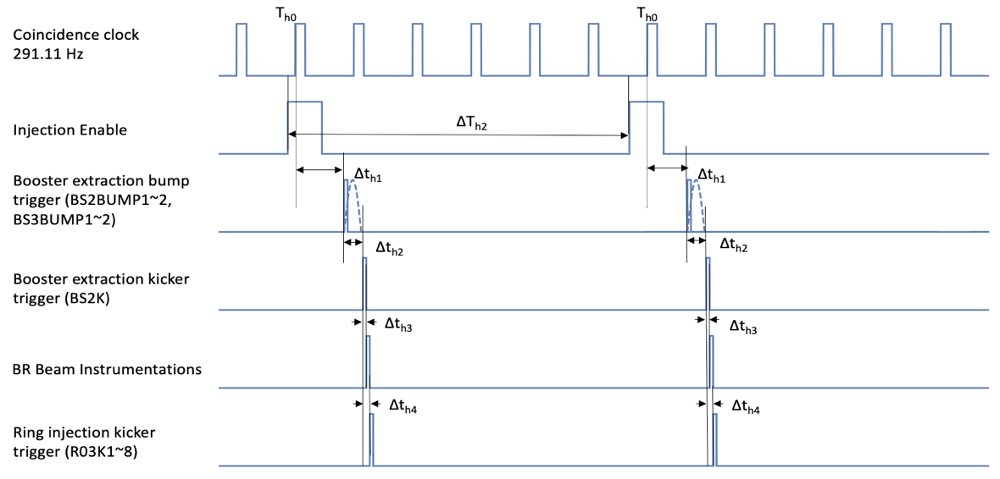 T_h0
T_h0
Coincidence clock
291.11 Hz
Injection Enable
ΔT_h2
Booster extraction bump
trigger (BS2BUMP1~2,
BS3BUMP1~2)
Δt_h1
Δt_h1
Δt_h2
Δt_h2
Booster extraction kicker
trigger (BS2K)
Δt_h3
Δt_h3
BR Beam Instrumentations
Δt_h4
Δt_h4
Ring injection kicker
trigger (R03K1~8)